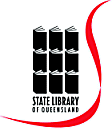 STATE LIBRARY
OF QUEENSLAND